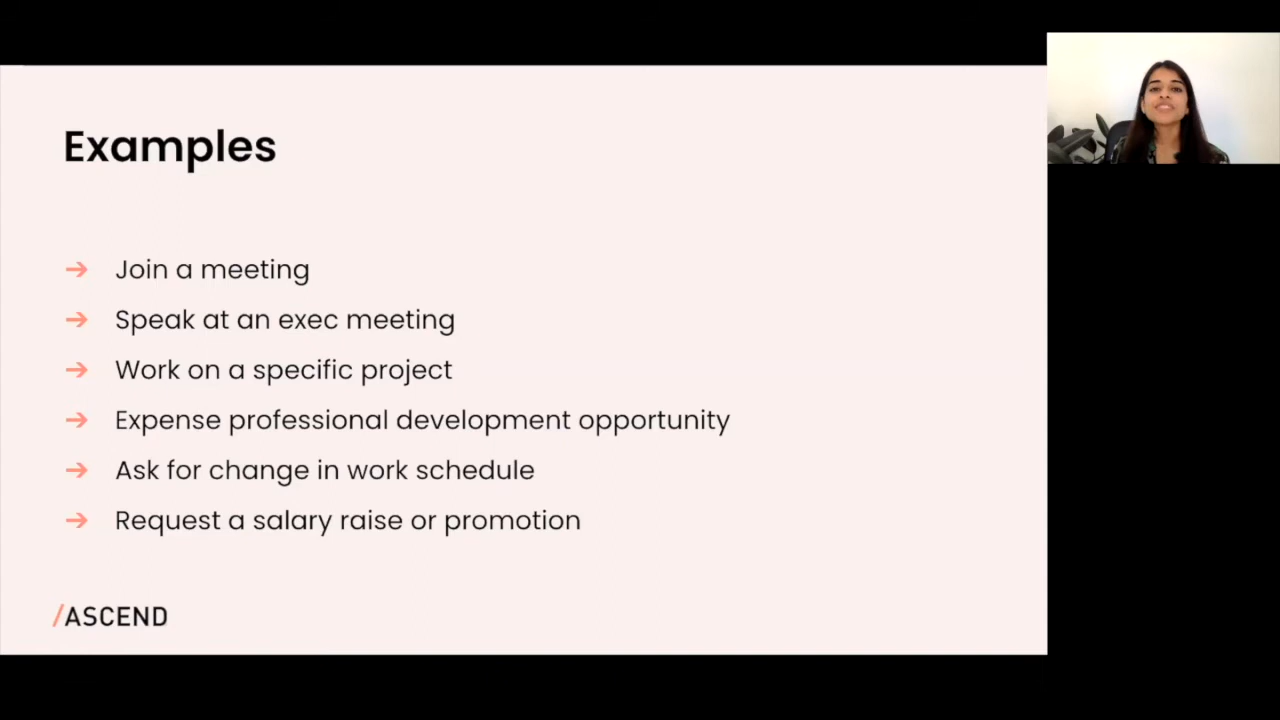 Examples
➔ Join a meeting
➔ Speak at an exec meeting
➔ Work on a specific project
➔ Expense professional development opportunity
➔ Ask for change in work schedule
➔ Request a salary raise or promotion
/ASCEND